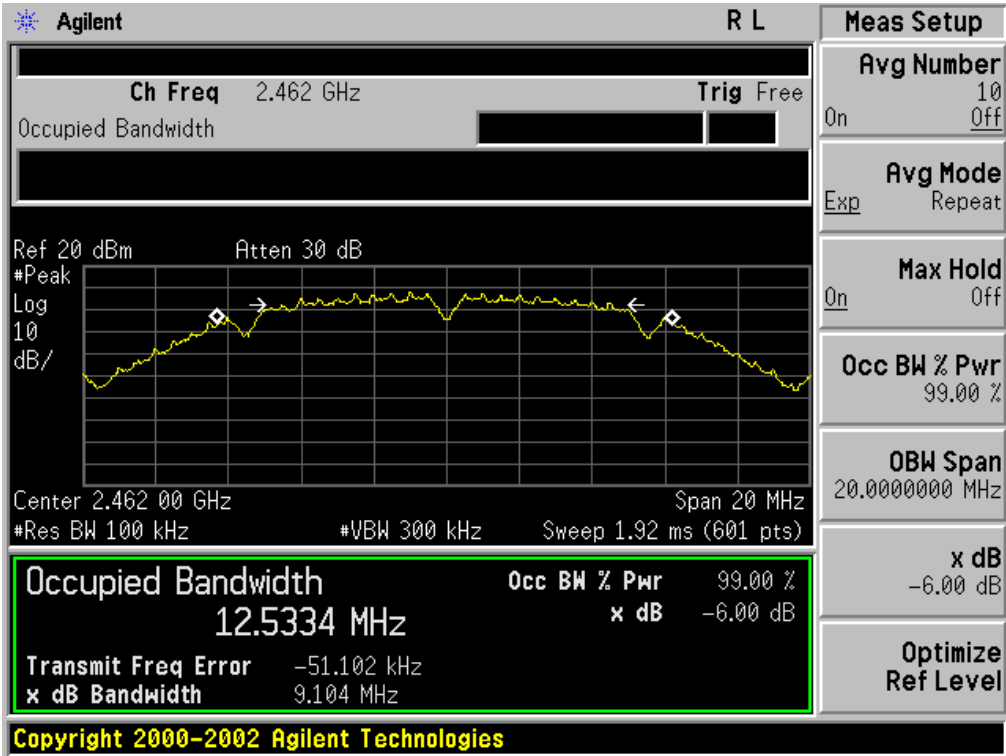 Agilent R L Meas Setup
Ch Freq 2.462 GHz Trig Free
Occupied Bandwidth
Avg Number
10
On Off
Avg Mode
Exp Repeat
Max Hold
On Off
Occ BW % Pwr
99.00 %
OBW Span
20.0000000 MHz
x dB
-6.00 dB
Optimize
Ref Level
Ref 20 dBm Atten 30 dB
#Peak
Log
10
dB/
Center 2.462 00 GHz Span 20 MHz
#Res BW 100 kHz #VBW 300 kHz Sweep 1.92 ms (601 pts)
Occupied Bandwidth Occ BW % Pwr 99.00 %
12.5334 MHz x dB -6.00 dB
Transmit Freq Error -51.102 kHz
x dB Bandwidth 9.104 MHz
Copyright 2000-2002 Agilent Technologies